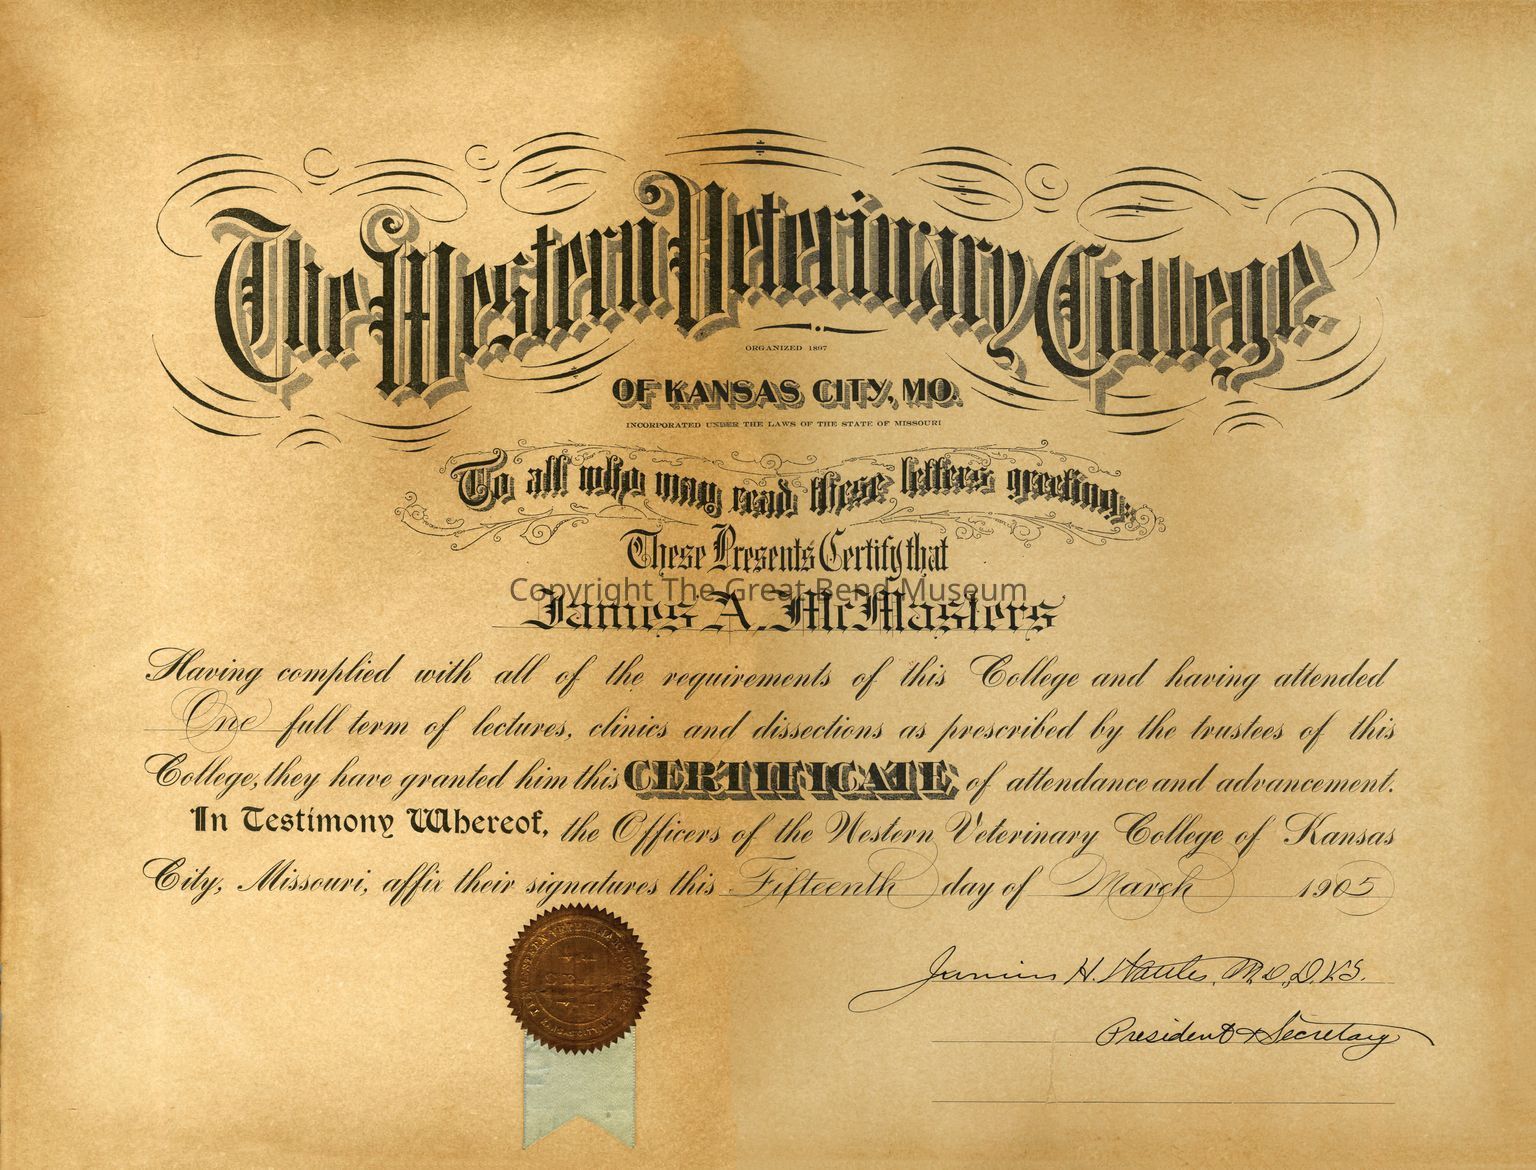 The Western Veterinary College
ORGANIZED 1897
OF KANSAS CITY, MO.
INCORPORATED UNDER THE LAWS OF THE STATE OF MISSOURI
To all who may read these letters greeting:
These Presents Certify that
Copyright The Great Bend Museum
James A. McMasters
Having complied with all of the requirements of this College and having attended
One full term of lectures, clinics and dissections as prescribed by the trustees of this
College, they have granted him this CERTIFICATE of attendance and advancement.
In Testimony Whereof, the Officers of the Western Veterinary College of Kansas
City, Missouri, affix their signatures this Fifteenth day of March 1905
Junius H. Wattles, M.D., D.V.S.
President & Secretary